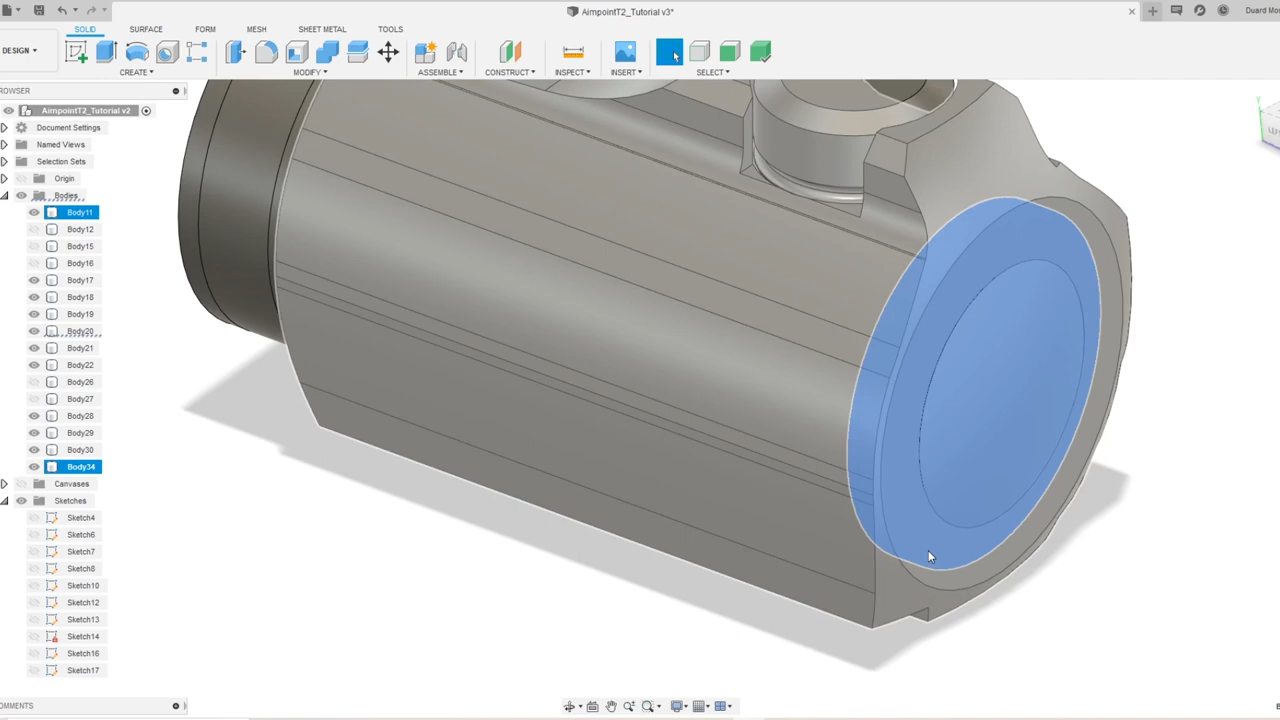 AimpointT2_Tutorial v3*
Duard Mo
SOLID SURFACE FORM MESH SHEET METAL TOOLS
DESIGN
CREATE MODIFY ASSEMBLE CONSTRUCT INSPECT INSERT SELECT
BROWSER
AimpointT2_Tutorial v2
Document Settings
Named Views
Selection Sets
Origin
Bodies
Body11
Body12
Body15
Body16
Body17
Body18
Body19
Body20
Body21
Body22
Body26
Body27
Body28
Body29
Body30
Body34
Canvases
Sketches
Sketch4
Sketch6
Sketch7
Sketch8
Sketch10
Sketch12
Sketch13
Sketch14
Sketch16
Sketch17
COMMENTS